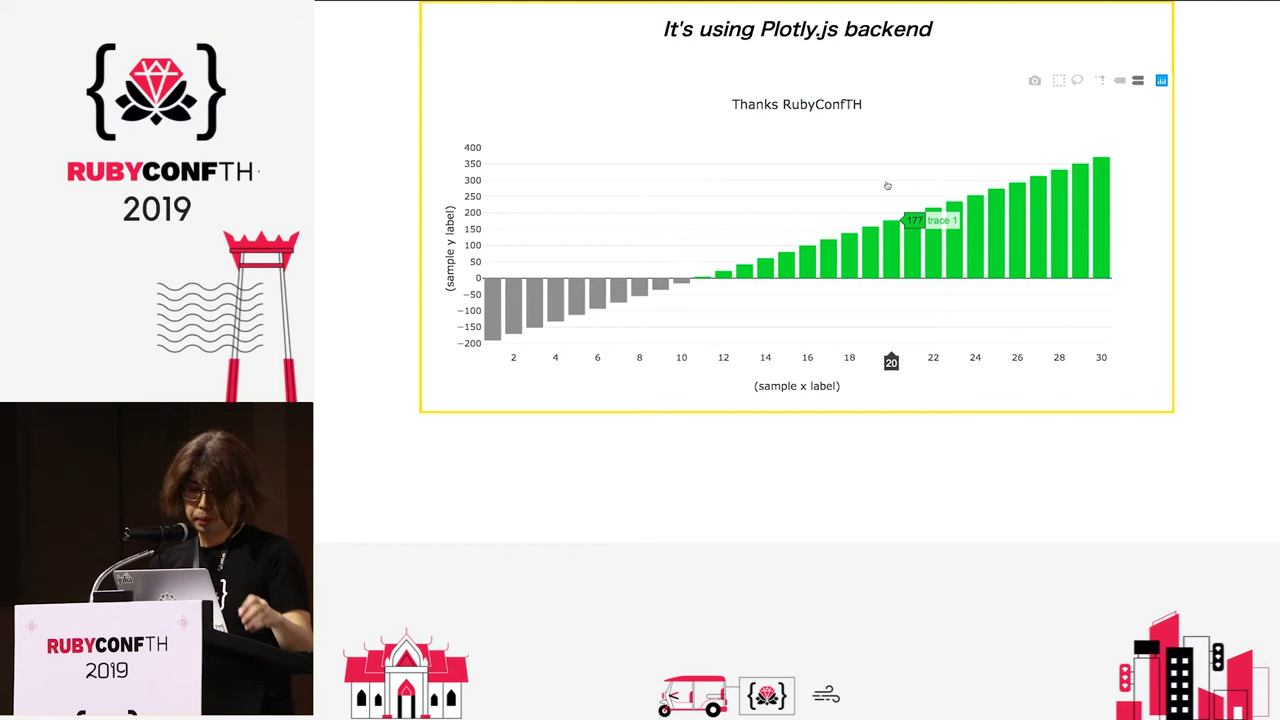 RUBYCONFTH
2019
It's using Plotly.js backend
Thanks RubyConfTH
400
350
300
250
200
150
100
50
0
−50
−100
−150
−200
(sample y label)
177 trace 1
2 4 6 8 10 12 14 16 18 20 22 24 26 28 30
(sample x label)
julia
RUBYCONFTH
2019